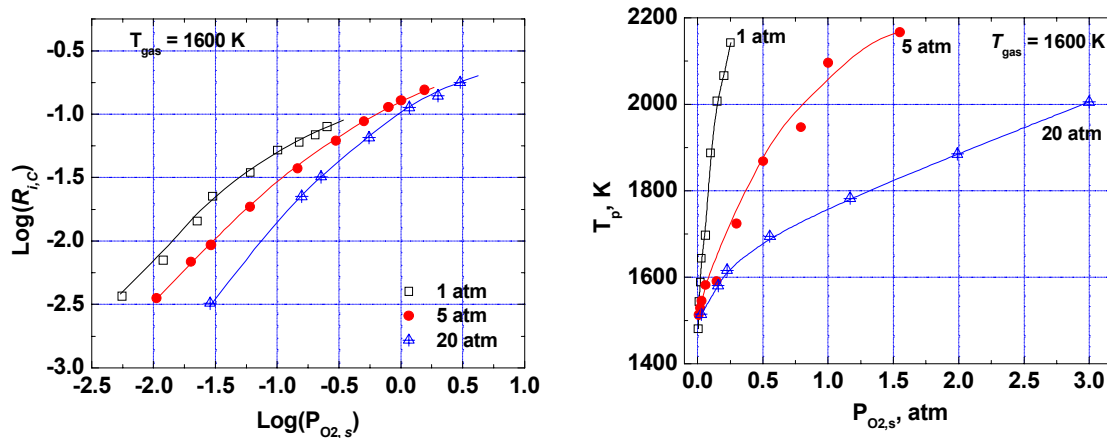 T gas = 1600 K
-0.5
-1.0
-1.5
-2.0
-2.5
-3.0
Log(R i,C)
1 atm
5 atm
20 atm
-2.5 -2.0 -1.5 -1.0 -0.5 0.0 0.5 1.0
Log(P O2, s)
2200
2000
1800
1600
1400
T p, K
1 atm
5 atm
T gas = 1600 K
20 atm
0.0 0.5 1.0 1.5 2.0 2.5 3.0
P O2,s, atm